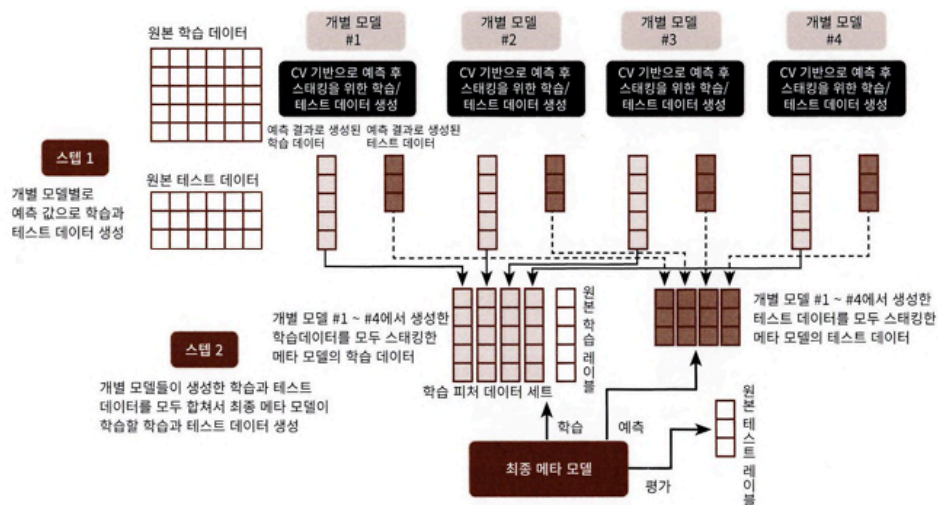 원본 학습 데이터
개별 모델
#1
개별 모델
#2
개별 모델
#3
개별 모델
#4
CV 기반으로 예측 후
스태킹을 위한 학습/
테스트 데이터 생성
CV 기반으로 예측 후
스태킹을 위한 학습/
테스트 데이터 생성
CV 기반으로 예측 후
스태킹을 위한 학습/
테스트 데이터 생성
CV 기반으로 예측 후
스태킹을 위한 학습/
테스트 데이터 생성
예측 결과로 생성된
학습 데이터
예측 결과로 생성된
테스트 데이터
스텝 1
개별 모델별로
예측 값으로 학습과
테스트 데이터 생성
원본 테스트 데이터
개별 모델 #1 ~ #4에서 생성한
학습데이터를 모두 스태킹한
메타 모델의 학습 데이터
원본 학습 레이블
개별 모델 #1 ~ #4에서 생성한
테스트 데이터를 모두 스태킹한
메타 모델의 테스트 데이터
스텝 2
개별 모델들이 생성한 학습과 테스트
데이터를 모두 합쳐서 최종 메타 모델이
학습할 학습과 테스트 데이터 생성
학습 피처 데이터 세트
학습
예측
최종 메타 모델
평가
원본 테스트 레이블